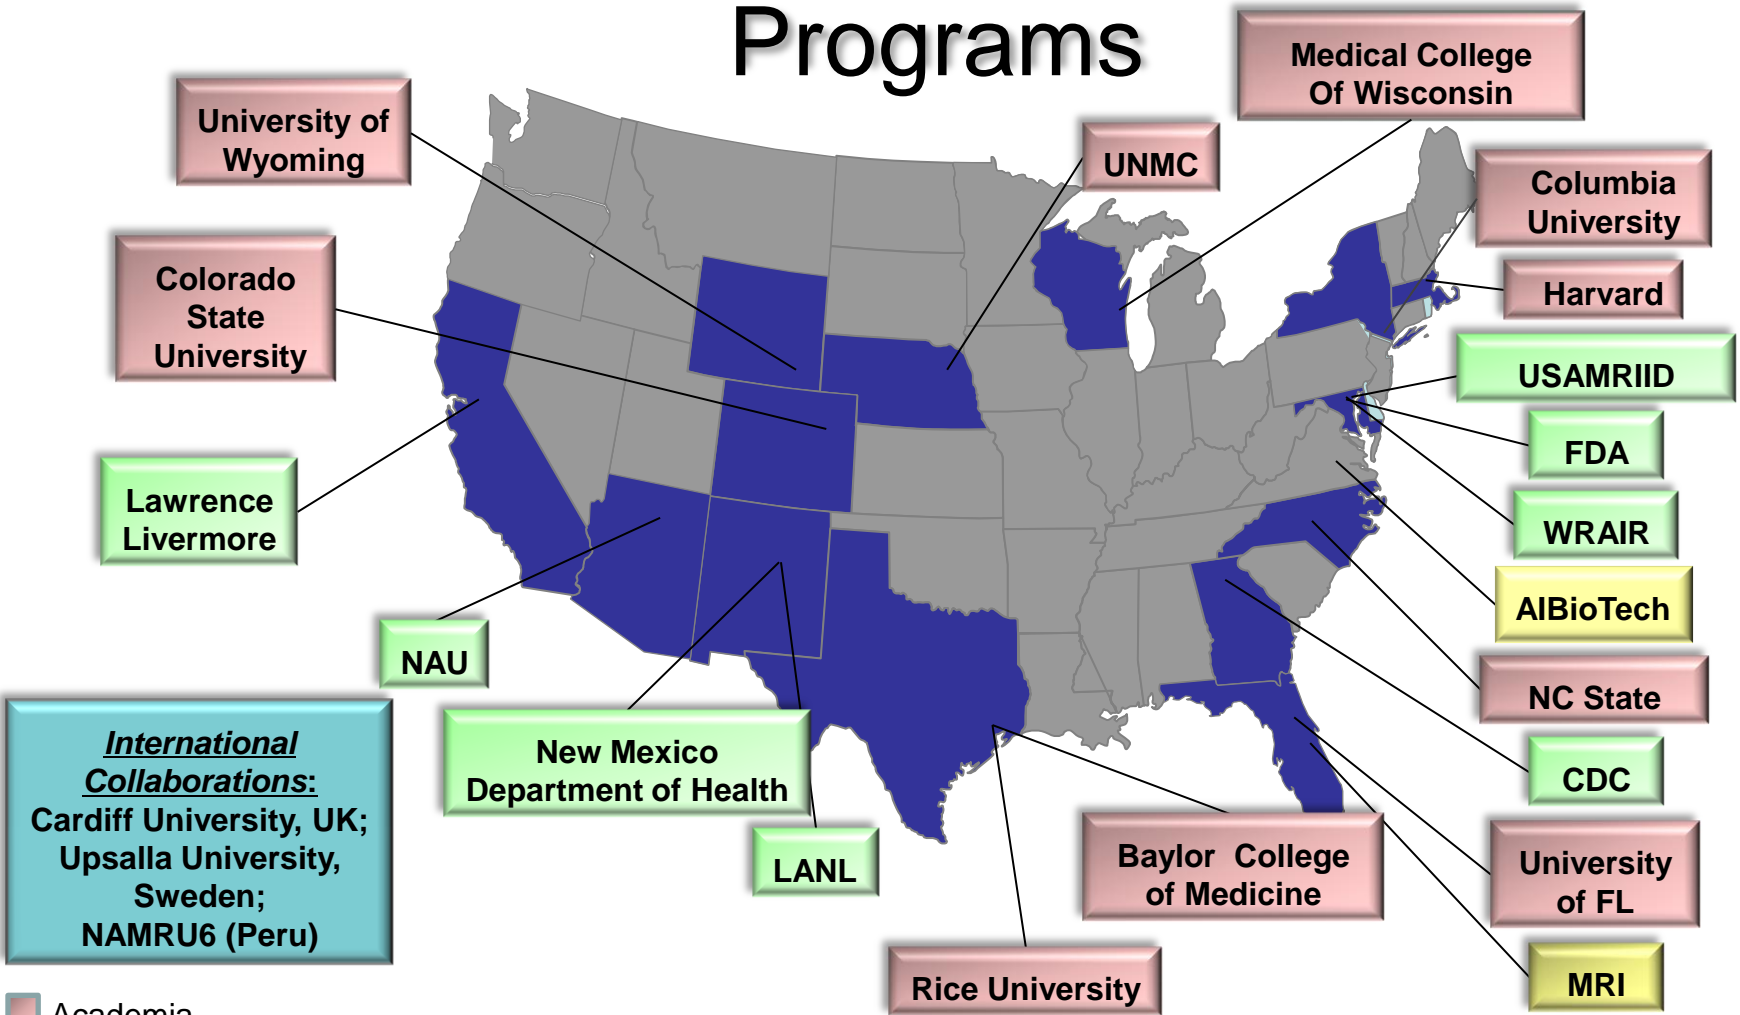 Programs
Medical College
Of Wisconsin
University of
Wyoming
UNMC
Columbia
University
Colorado
State
University
Harvard
USAMRIID
FDA
Lawrence
Livermore
WRAIR
AIBioTech
NAU
NC State
International
Collaborations:
Cardiff University, UK;
Upsalla University,
Sweden;
NAMRU6 (Peru)
New Mexico
Department of Health
CDC
LANL
Baylor College
of Medicine
University
of FL
Rice University
MRI
Academia